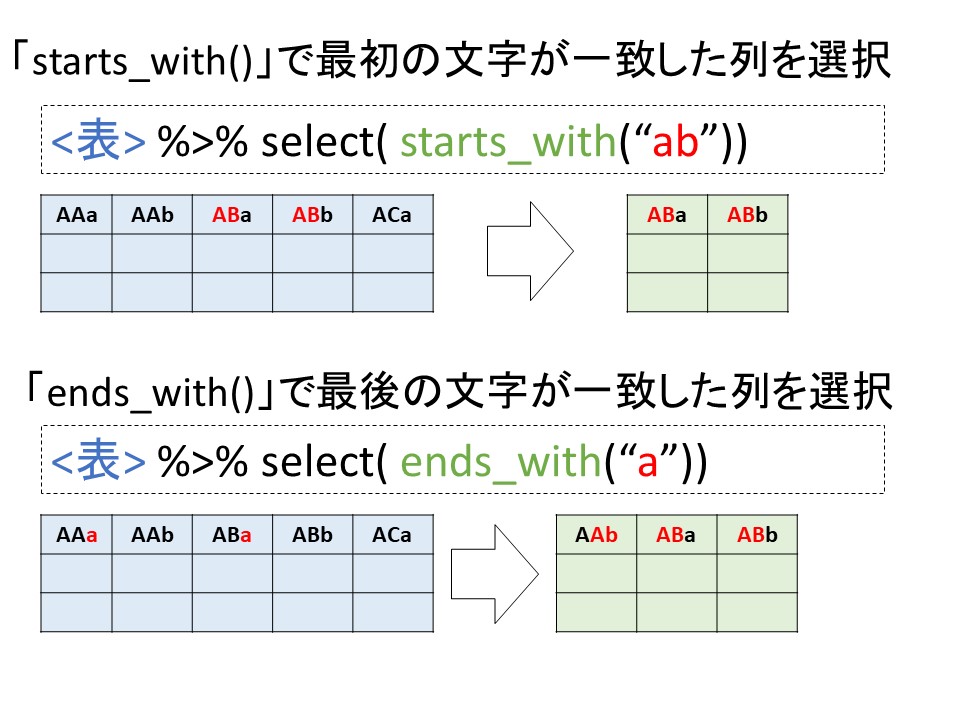 「starts_with()」で最初の文字が一致した列を選択
<表> %>% select( starts_with(“ab”))
AAa AAb ABa ABb ACa
ABa ABb
「ends_with()」で最後の文字が一致した列を選択
<表> %>% select( ends_with(“a”))
AAa AAb ABa ABb ACa
AAb ABa ABb